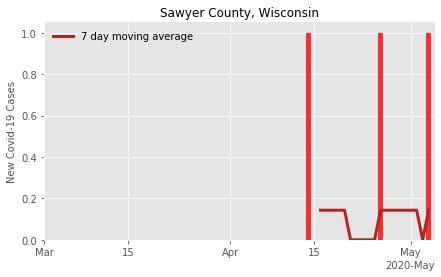 Sawyer County, Wisconsin
7 day moving average
New Covid-19 Cases
1.0
0.8
0.6
0.4
0.2
0.0
Mar 15 Apr 15 May
2020-May